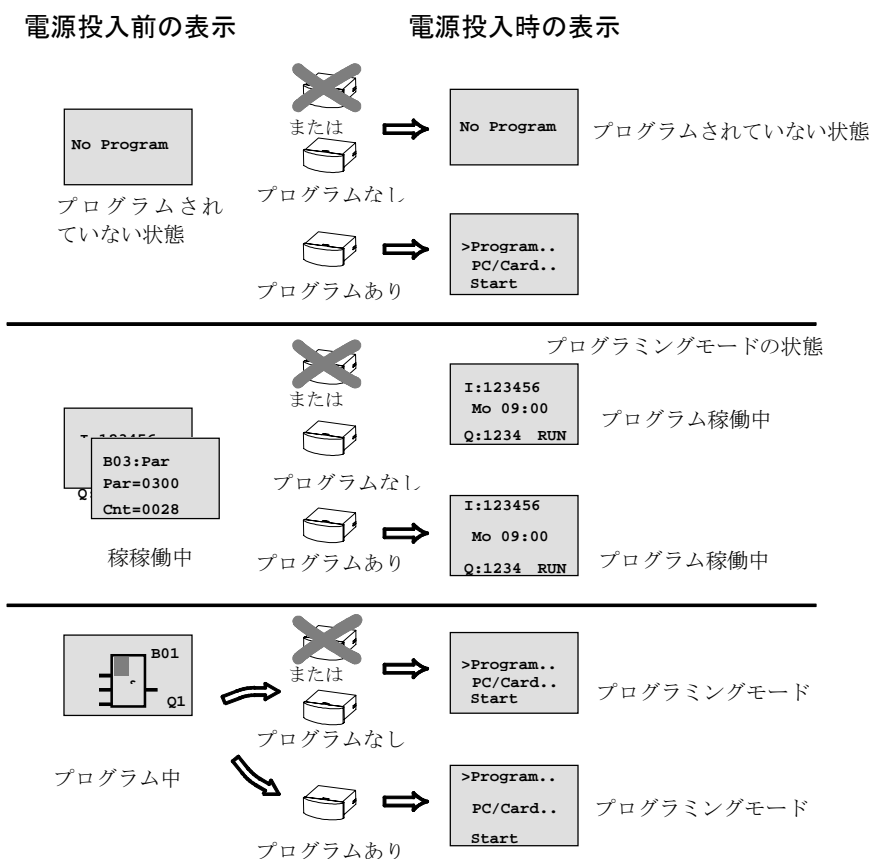 電源投入前の表示
電源投入時の表示
No Program
プログラムされ
ていない状態
または
プログラムなし
No Program
プログラムされていない状態
プログラムあり
>Program..
PC/Card..
Start
プログラミングモードの状態
Q:
B03:Par
Par=0300
Cnt=0028
稼稼働中
または
プログラムなし
I:123456
Mo 09:00
Q:1234 RUN
プログラム稼働中
プログラムあり
I:123456
Mo 09:00
Q:1234 RUN
プログラム稼働中
B01
Q1
プログラム中
または
プログラムなし
>Program..
PC/Card..
Start
プログラミングモード
プログラムあり
>Program..
PC/Card..
Start
プログラミングモード